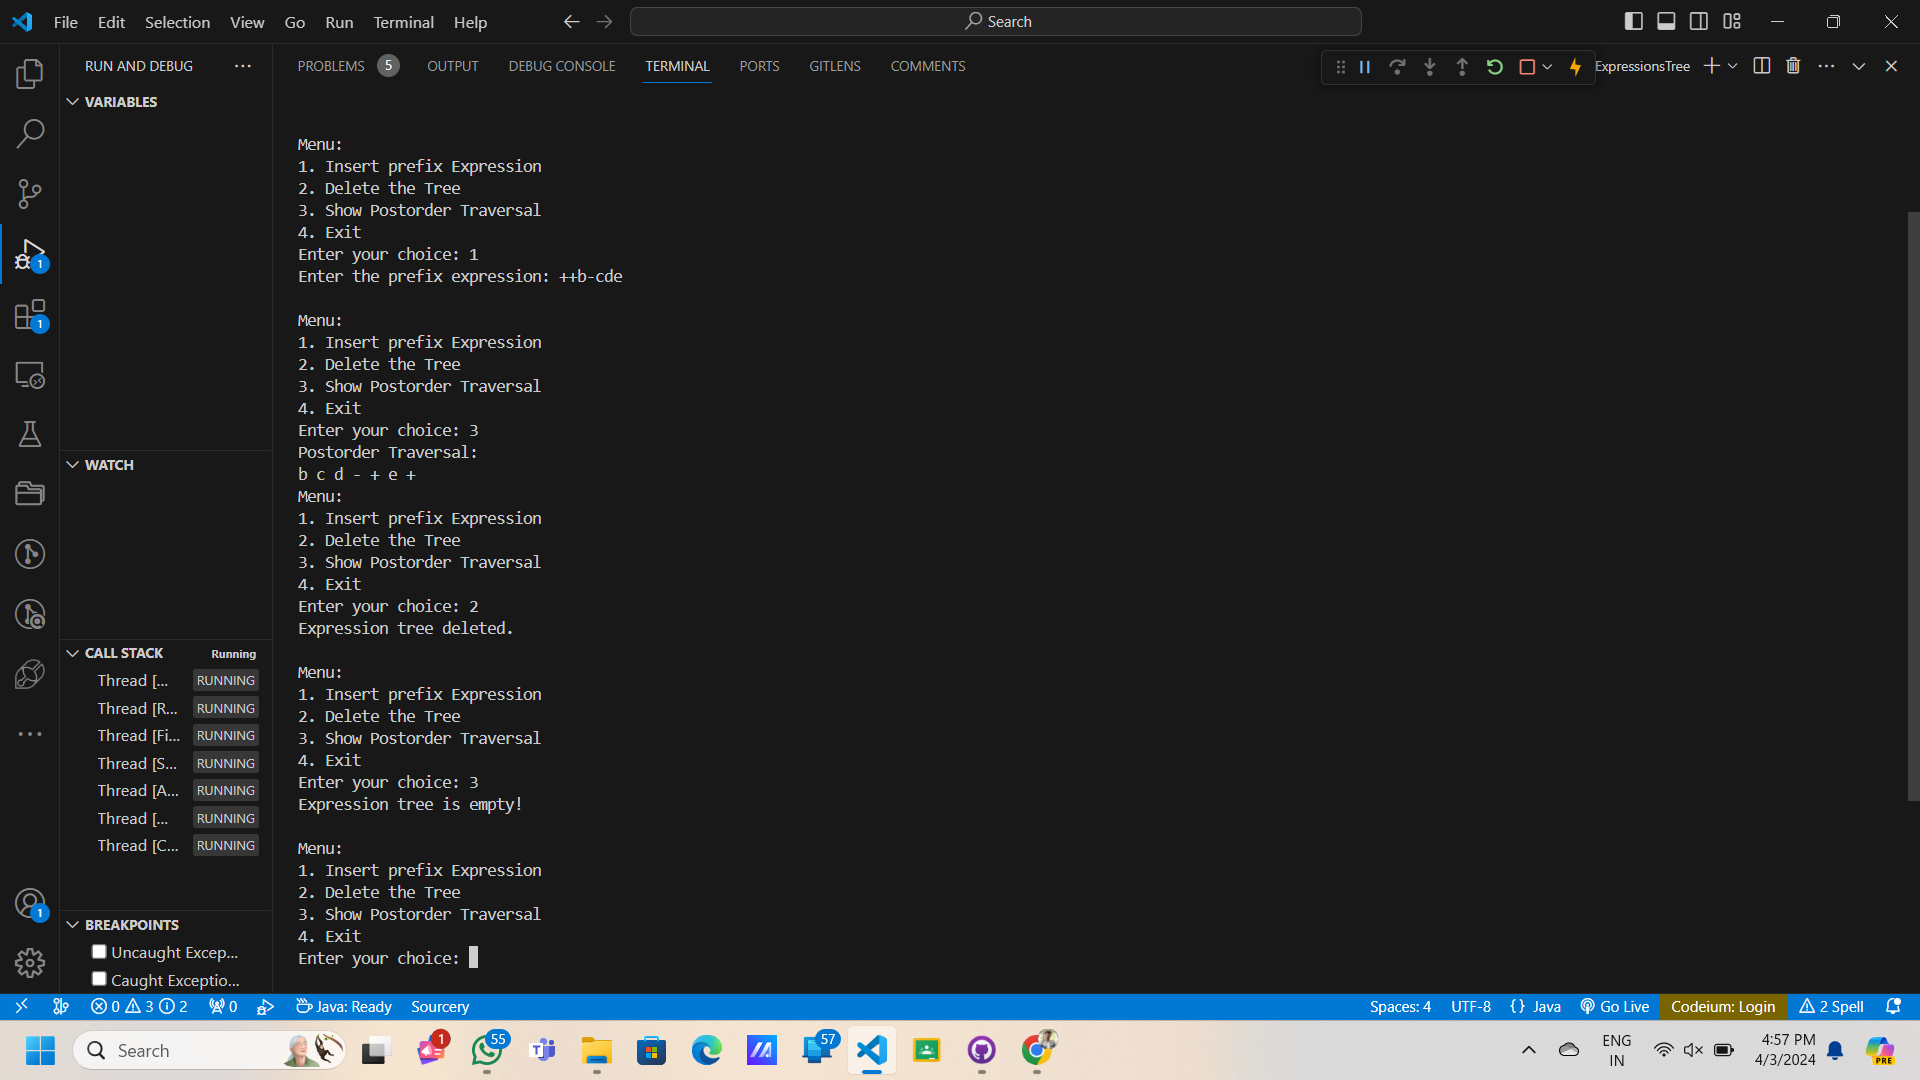 File Edit Selection View Go Run Terminal Help Search
RUN AND DEBUG
PROBLEMS 5 OUTPUT DEBUG CONSOLE TERMINAL PORTS GITLENS COMMENTS ExpressionsTree
VARIABLES
WATCH
CALL STACK Running
Thread [... RUNNING
Thread [R... RUNNING
Thread [Fi... RUNNING
Thread [S... RUNNING
Thread [A... RUNNING
Thread [... RUNNING
Thread [C... RUNNING
BREAKPOINTS
Uncaught Excep...
Caught Exceptio...
1
1
1
Menu:
1. Insert prefix Expression
2. Delete the Tree
3. Show Postorder Traversal
4. Exit
Enter your choice: 1
Enter the prefix expression: ++b-cde
Menu:
1. Insert prefix Expression
2. Delete the Tree
3. Show Postorder Traversal
4. Exit
Enter your choice: 3
Postorder Traversal:
b c d - + e +
Menu:
1. Insert prefix Expression
2. Delete the Tree
3. Show Postorder Traversal
4. Exit
Enter your choice: 2
Expression tree deleted.
Menu:
1. Insert prefix Expression
2. Delete the Tree
3. Show Postorder Traversal
4. Exit
Enter your choice: 3
Expression tree is empty!
Menu:
1. Insert prefix Expression
2. Delete the Tree
3. Show Postorder Traversal
4. Exit
Enter your choice:
0 3 2 0 Java: Ready Sourcery Spaces: 4 UTF-8 {} Java Go Live Codeium: Login 2 Spell
Search 1 55 57 PRE
ENG 4:57 PM
IN 4/3/2024